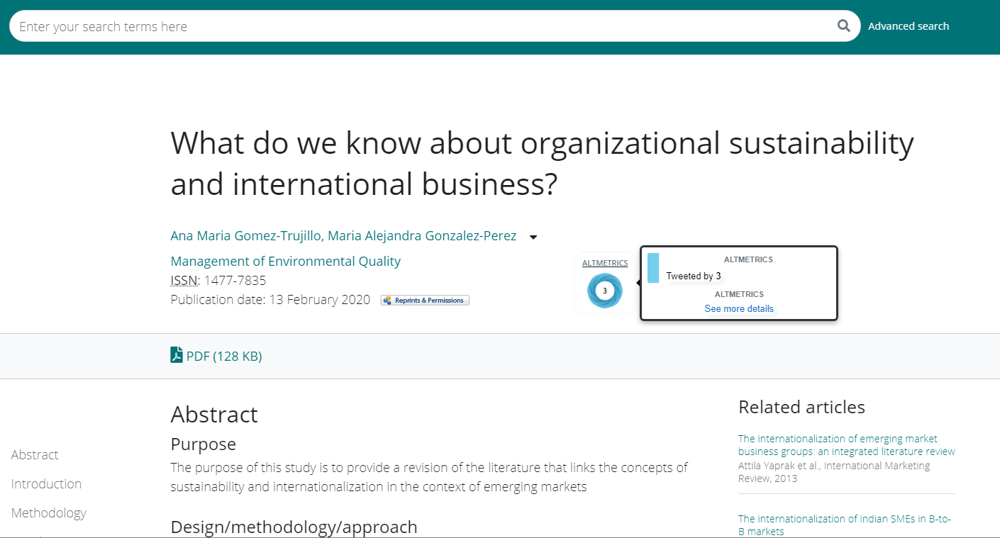 Enter your search terms here
Advanced search
What do we know about organizational sustainability
and international business?
Ana Maria Gomez-Trujillo, Maria Alejandra Gonzalez-Perez
Management of Environmental Quality
ISSN: 1477-7835
Publication date: 13 February 2020
Reprints & Permissions
ALTMETRICS
3
ALTMETRICS
Tweeted by 3
ALTMETRICS
See more details
PDF (128 KB)
Abstract
Introduction
Methodology
Abstract
Purpose
The purpose of this study is to provide a revision of the literature that links the concepts of
sustainability and internationalization in the context of emerging markets
Design/methodology/approach
Related articles
The internationalization of emerging market
business groups: an integrated literature review
Attila Yaprak et al., International Marketing
Review, 2013
The internationalization of Indian SMEs in B-to-
B markets